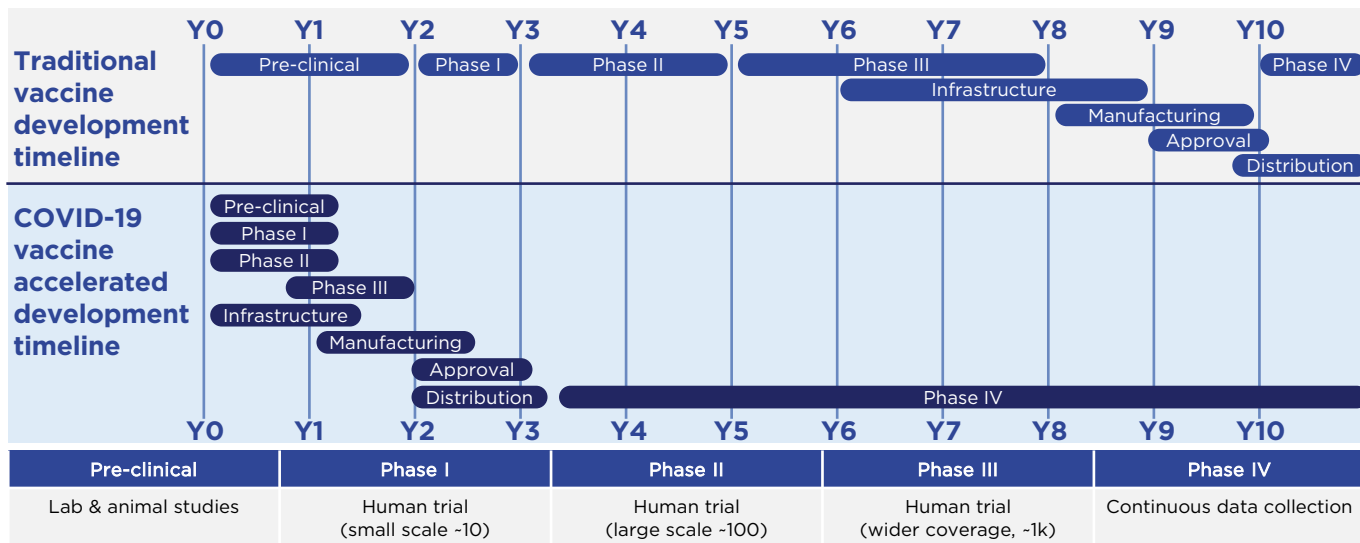 Y0 Y1 Y2 Y3 Y4 Y5 Y6 Y7 Y8 Y9 Y10
Traditional
vaccine
development
timeline
Pre-clinical Phase I Phase II Phase III Phase IV
Infrastructure
Manufacturing
Approval
Distribution
COVID-19
vaccine
accelerated
development
timeline
Pre-clinical
Phase I
Phase II
Phase III
Infrastructure
Manufacturing
Approval
Distribution Phase IV
Y0 Y1 Y2 Y3 Y4 Y5 Y6 Y7 Y8 Y9 Y10
Pre-clinical Phase I Phase II Phase III Phase IV
Lab & animal studies Human trial Human trial Human trial Continuous data collection
(small scale ~10) (large scale ~100) (wider coverage, ~1k)